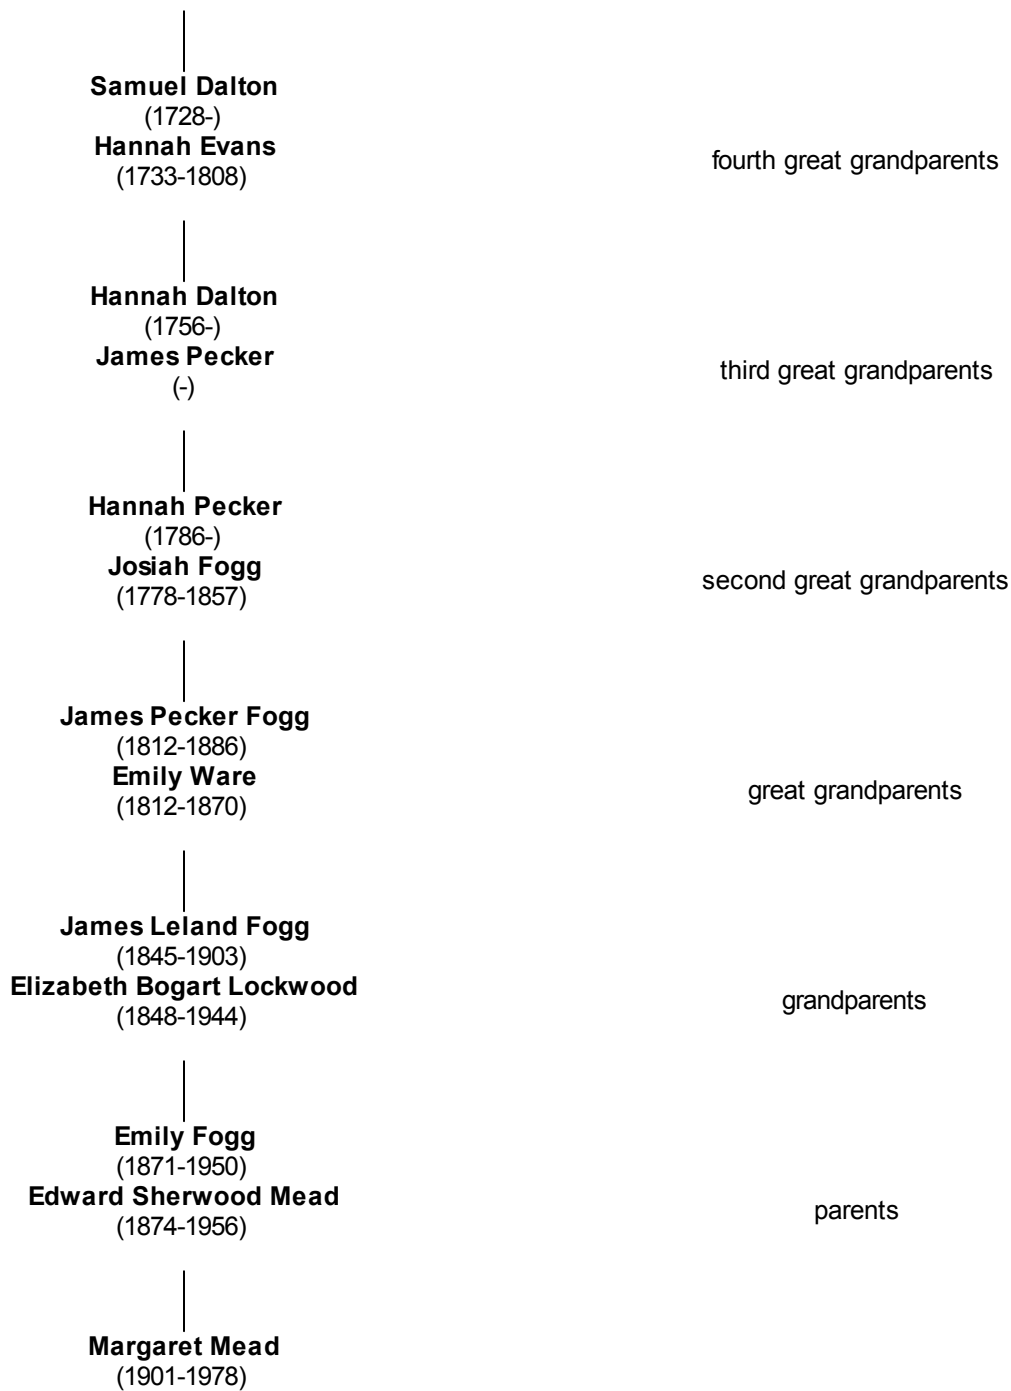 Samuel Dalton
(1728-)
Hannah Evans
(1733-1808)
fourth great grandparents
Hannah Dalton
(1756-)
James Pecker
(-)
third great grandparents
Hannah Pecker
(1786-)
Josiah Fogg
(1778-1857)
second great grandparents
James Pecker Fogg
(1812-1886)
Emily Ware
(1812-1870)
great grandparents
James Leland Fogg
(1845-1903)
Elizabeth Bogart Lockwood
(1848-1944)
grandparents
Emily Fogg
(1871-1950)
Edward Sherwood Mead
(1874-1956)
parents
Margaret Mead
(1901-1978)